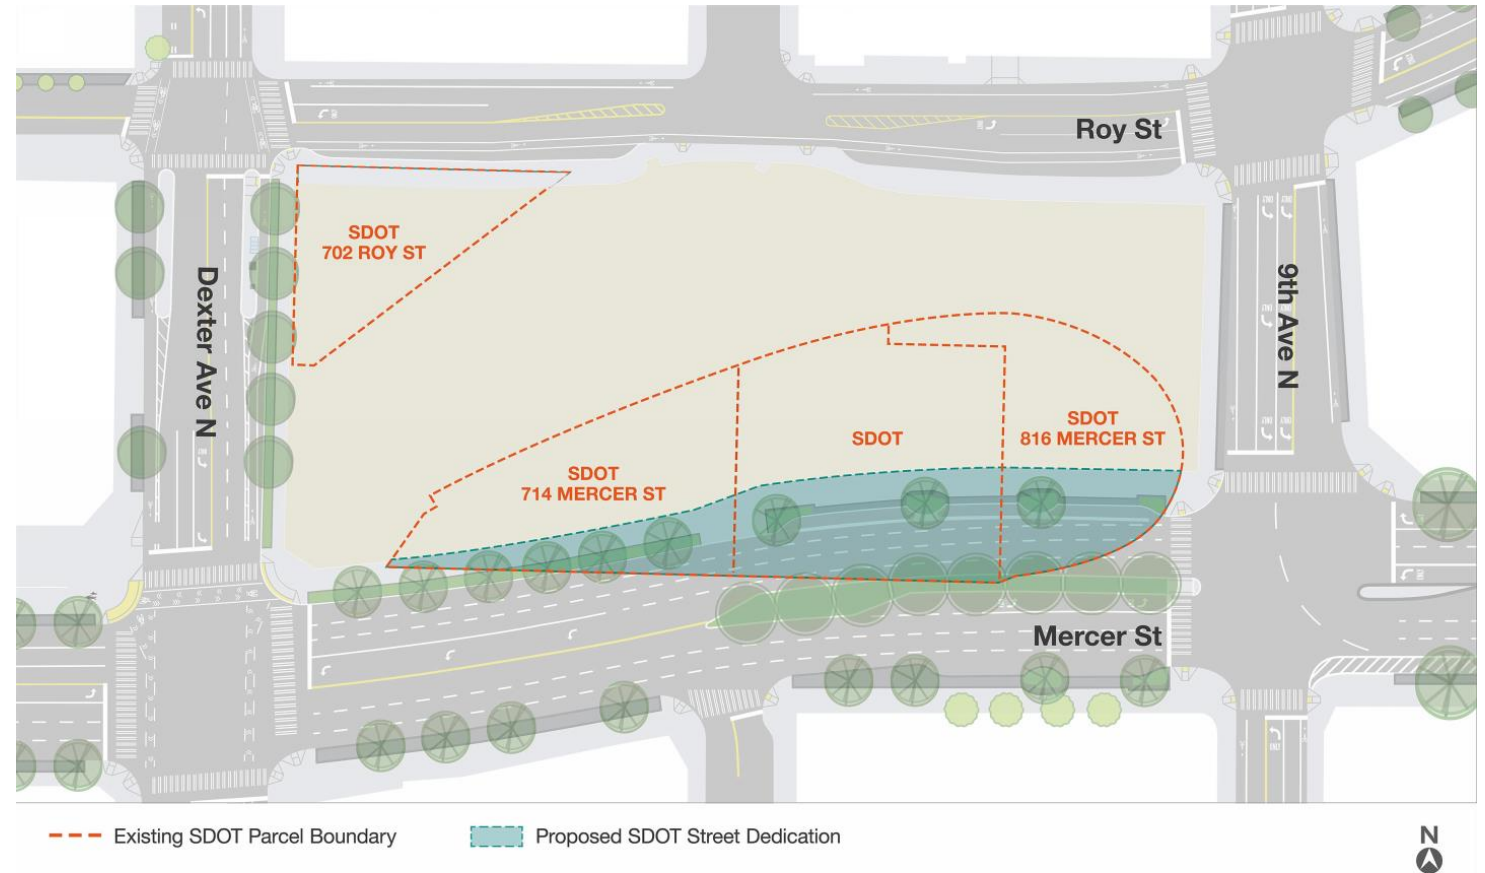 Roy St
SDOT
702 ROY ST
Dexter Ave N
9th Ave N
SDOT
816 MERCER ST
SDOT
SDOT
714 MERCER ST
Mercer St
Existing SDOT Parcel Boundary
Proposed SDOT Street Dedication
N